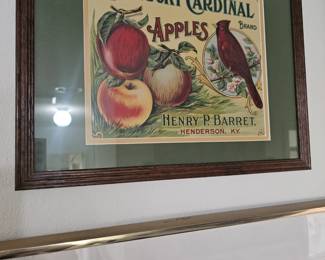 CARDINAL
APPLES
BRAND
HENRY P. BARRET.
HENDERSON, KY.